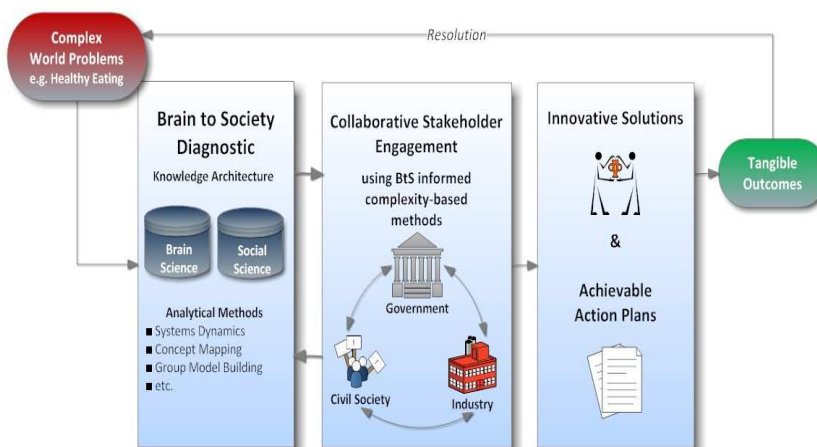 Complex
World Problems
e.g. Healthy Eating
Resolution
Brain to Society
Diagnostic
Knowledge Architecture
Brain
Science
Social
Science
Analytical Methods
■ Systems Dynamics
■ Concept Mapping
■ Group Model Building
■ etc.
Collaborative Stakeholder
Engagement
using BtS informed
complexity-based
methods
Government
Civil Society
Industry
Innovative Solutions
&
Achievable
Action Plans
Tangible
Outcomes